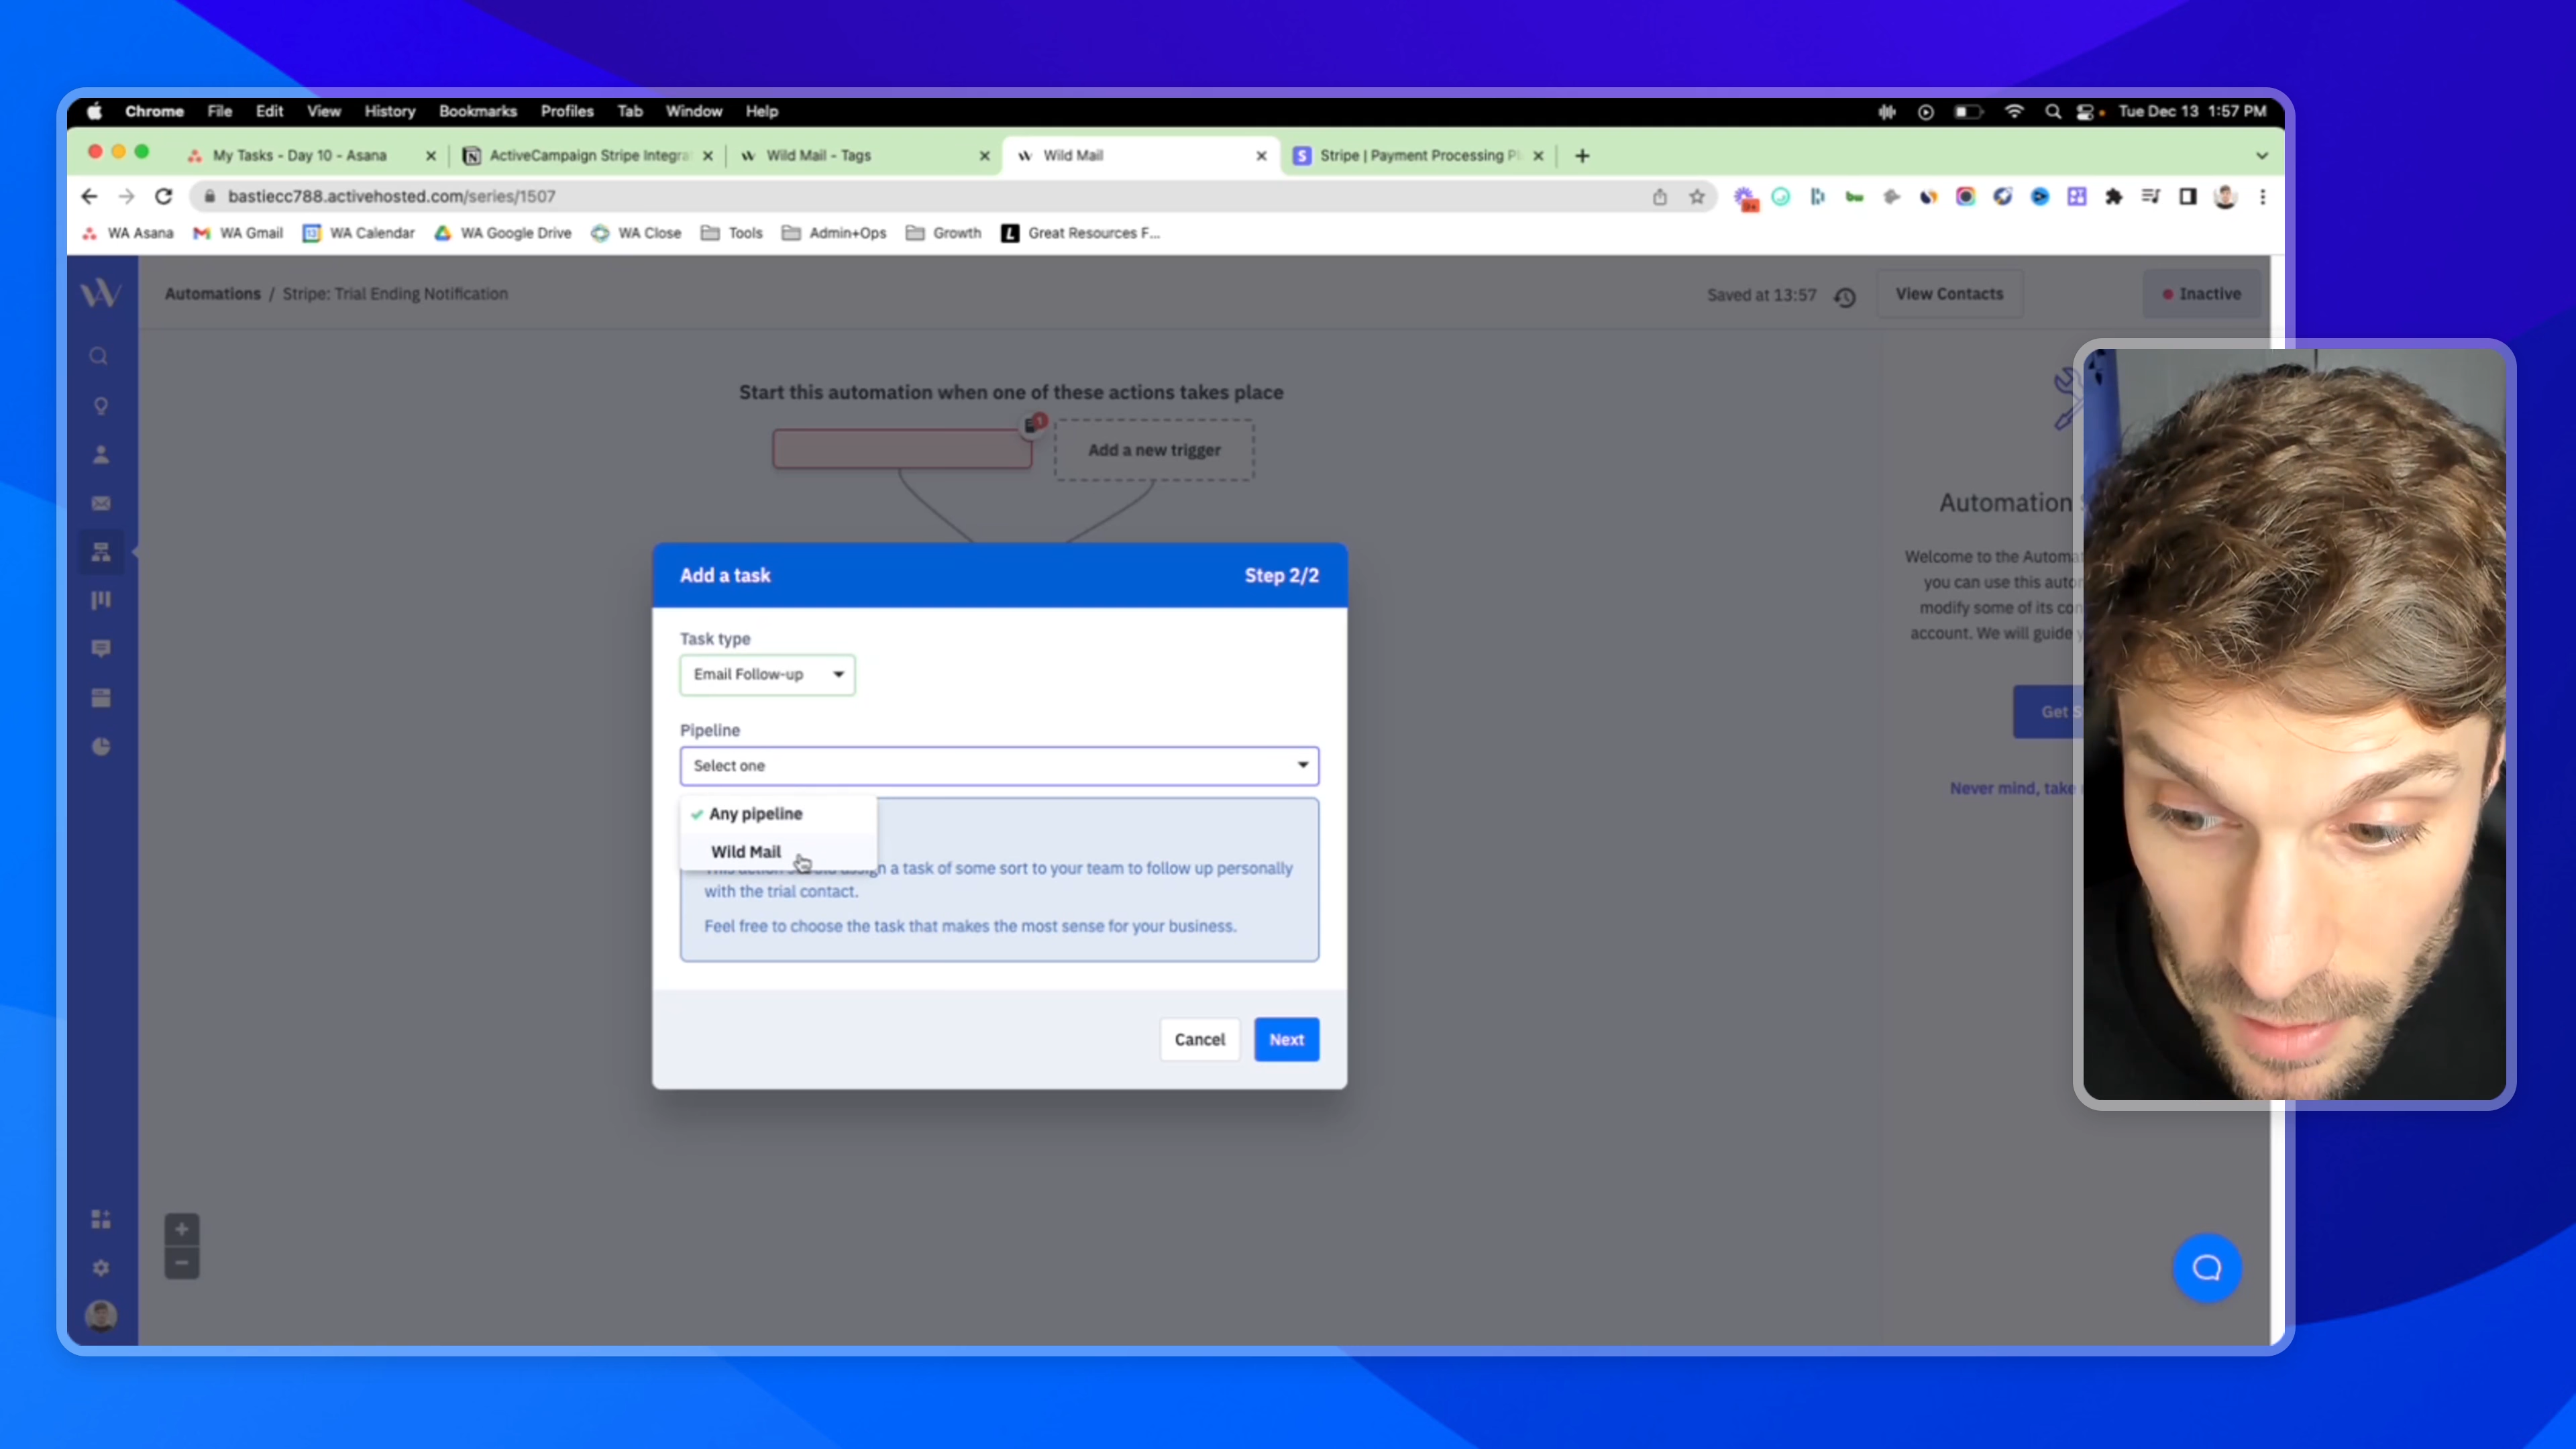 Chrome File Edit View History Bookmarks Profiles Tab Window Help Tue Dec 13 1:57 PM
My Tasks - Day 10 - Asana ActiveCampaign Stripe Integra Wild Mail - Tags Wild Mail Stripe | Payment Processing Pl
bastiecc788.activehosted.com/series/1507
WA Asana WA Gmail WA Calendar WA Google Drive WA Close Tools Admin+Ops Growth Great Resources F...
Automations / Stripe: Trial Ending Notification Saved at 13:57 View Contacts Inactive
Start this automation when one of these actions takes place
1
Add a new trigger
Add a task Step 2/2
Task type
Email Follow-up
Pipeline
Select one
Any pipeline
Wild Mail
a task of some sort to your team to follow up personally
with the trial contact.
Feel free to choose the task that makes the most sense for your business.
Cancel Next
Automation
Welcome to the Automa
you can use this auto
modify some of its con
account. We will guide
Get S
Never mind, take